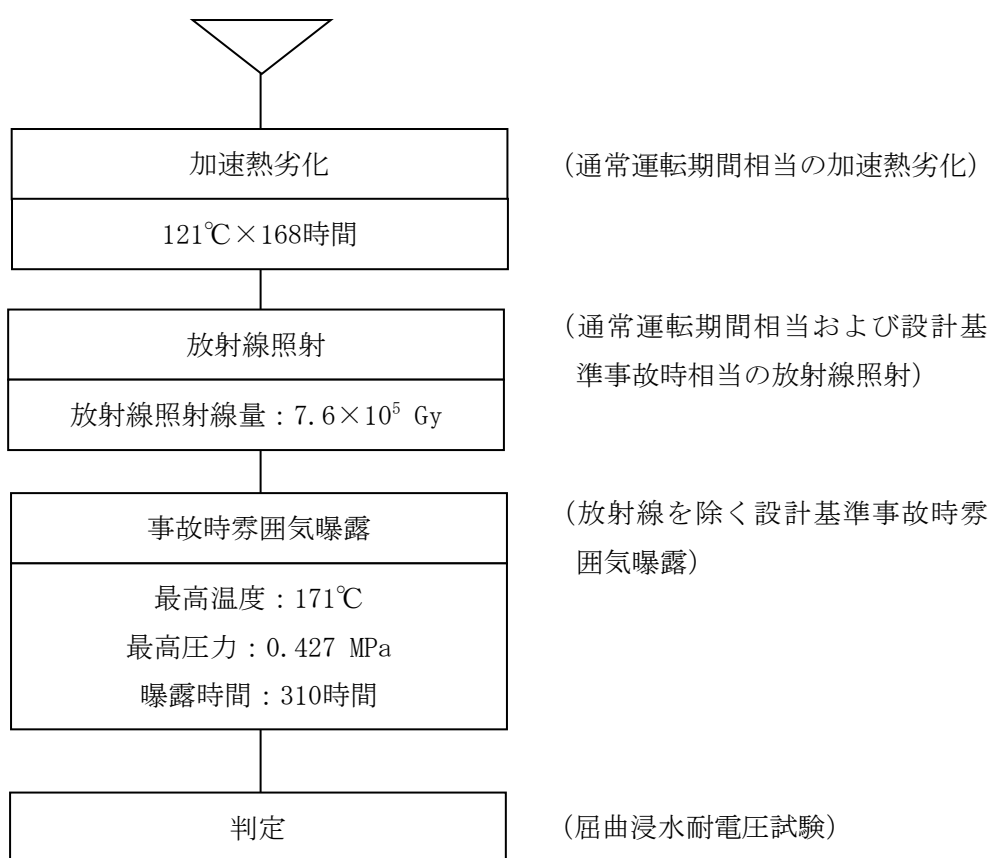 加速熱劣化
(通常運転期間相当の加速熱劣化)
121℃×168時間
放射線照射
(通常運転期間相当および設計基
準事故時相当の放射線照射)
放射線照射線量：7.6×10⁵ Gy
事故時雰囲気曝露
(放射線を除く設計基準事故時雰
囲気曝露)
最高温度：171℃
最高圧力：0.427 MPa
曝露時間：310時間
判定
(屈曲浸水耐電圧試験)